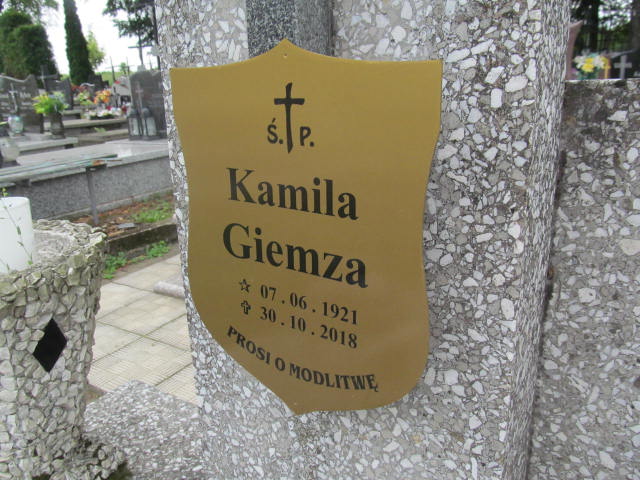 Ś. P.
Kamila
Giemza
☆ 07.06.1921
✞ 30.10.2018
PROSI O MODLITWĘ